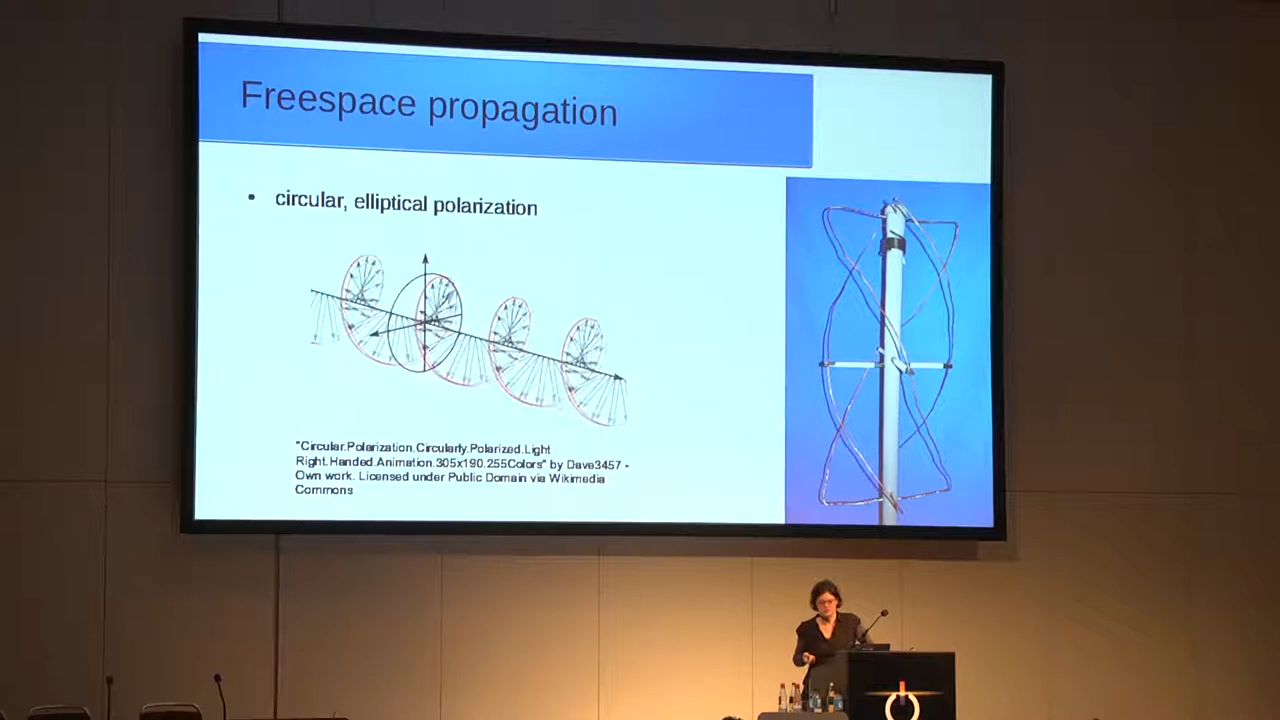 Freespace propagation
• circular, elliptical polarization
"Circular.Polarization.Circularly.Polarized.Light
Right.Handed.Animation.305x190.255Colors" by Dave3457 -
Own work. Licensed under Public Domain via Wikimedia
Commons